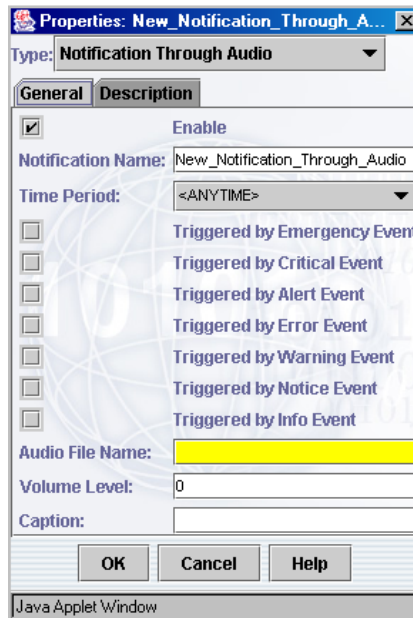 Properties: New_Notification_Through_A...
Type: Notification Through Audio
General Description
Enable
Notification Name: New_Notification_Through_Audio
Time Period: <ANYTIME>
Triggered by Emergency Event
Triggered by Critical Event
Triggered by Alert Event
Triggered by Error Event
Triggered by Warning Event
Triggered by Notice Event
Triggered by Info Event
Audio File Name:
Volume Level: 0
Caption:
OK Cancel Help
Java Applet Window